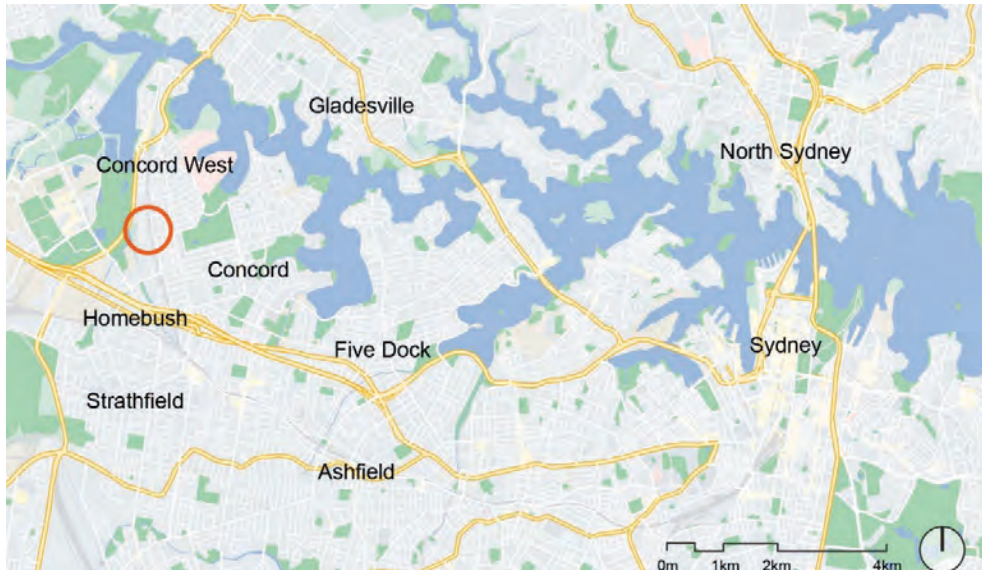 Gladesville
North Sydney
Concord West
Concord
Homebush
Five Dock
Sydney
Strathfield
Ashfield
0m 1km 2km 4km